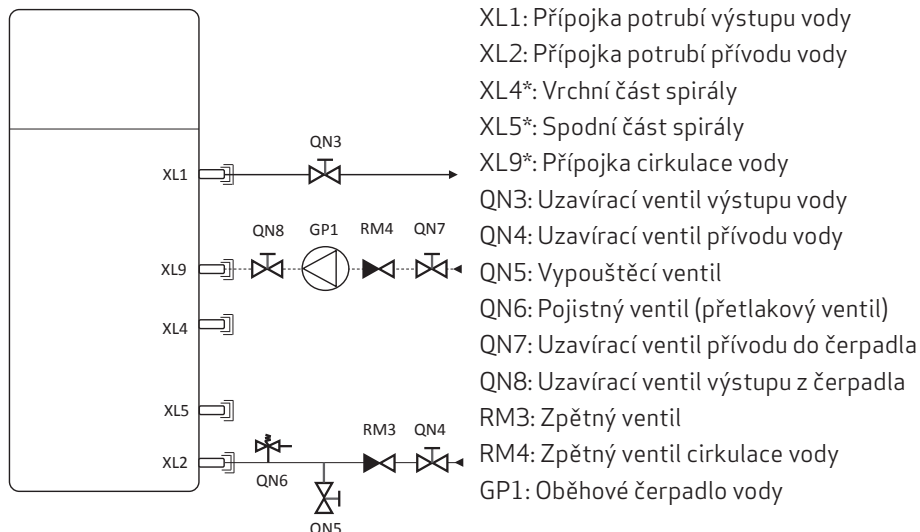 XL1: Přípojka potrubí výstupu vody
XL2: Přípojka potrubí přívodu vody
XL4*: Vrchní část spirály
XL5*: Spodní část spirály
XL9*: Přípojka cirkulace vody
QN3: Uzavírací ventil výstupu vody
QN4: Uzavírací ventil přívodu vody
QN5: Vypouštěcí ventil
QN6: Pojistný ventil (přetlakový ventil)
QN7: Uzavírací ventil přívodu do čerpadla
QN8: Uzavírací ventil výstupu z čerpadla
RM3: Zpětný ventil
RM4: Zpětný ventil cirkulace vody
GP1: Oběhové čerpadlo vody
QN3
XL1
QN8 GP1 RM4 QN7
XL9
XL4
XL5
RM3 QN4
XL2
QN6
QN5